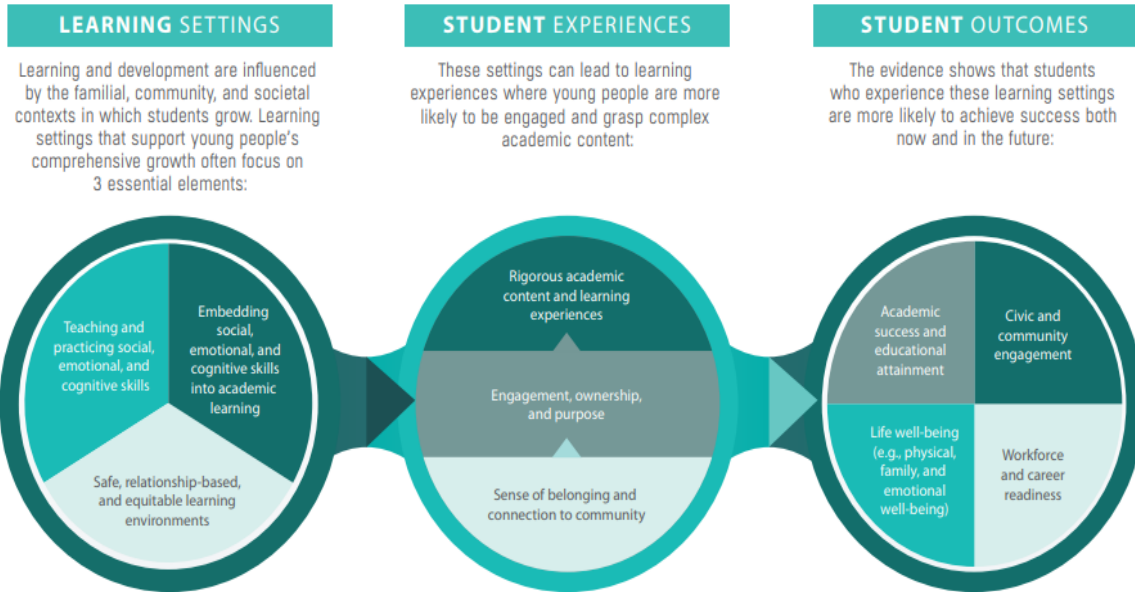 LEARNING SETTINGS
Learning and development are influenced
by the familial, community, and societal
contexts in which students grow. Learning
settings that support young people's
comprehensive growth often focus on
3 essential elements:
Teaching and
practicing social,
emotional, and
cognitive skills
Embedding
social,
emotional, and
cognitive skills
into academic
learning
Safe, relationship-based,
and equitable learning
environments
STUDENT EXPERIENCES
These settings can lead to learning
experiences where young people are more
likely to be engaged and grasp complex
academic content:
Rigorous academic
content and learning
experiences
Engagement, ownership,
and purpose
Sense of belonging and
connection to community
STUDENT OUTCOMES
The evidence shows that students
who experience these learning settings
are more likely to achieve success both
now and in the future:
Academic
success and
educational
attainment
Civic and
community
engagement
Life well-being
(e.g., physical,
family, and
emotional
well-being)
Workforce
and career
readiness